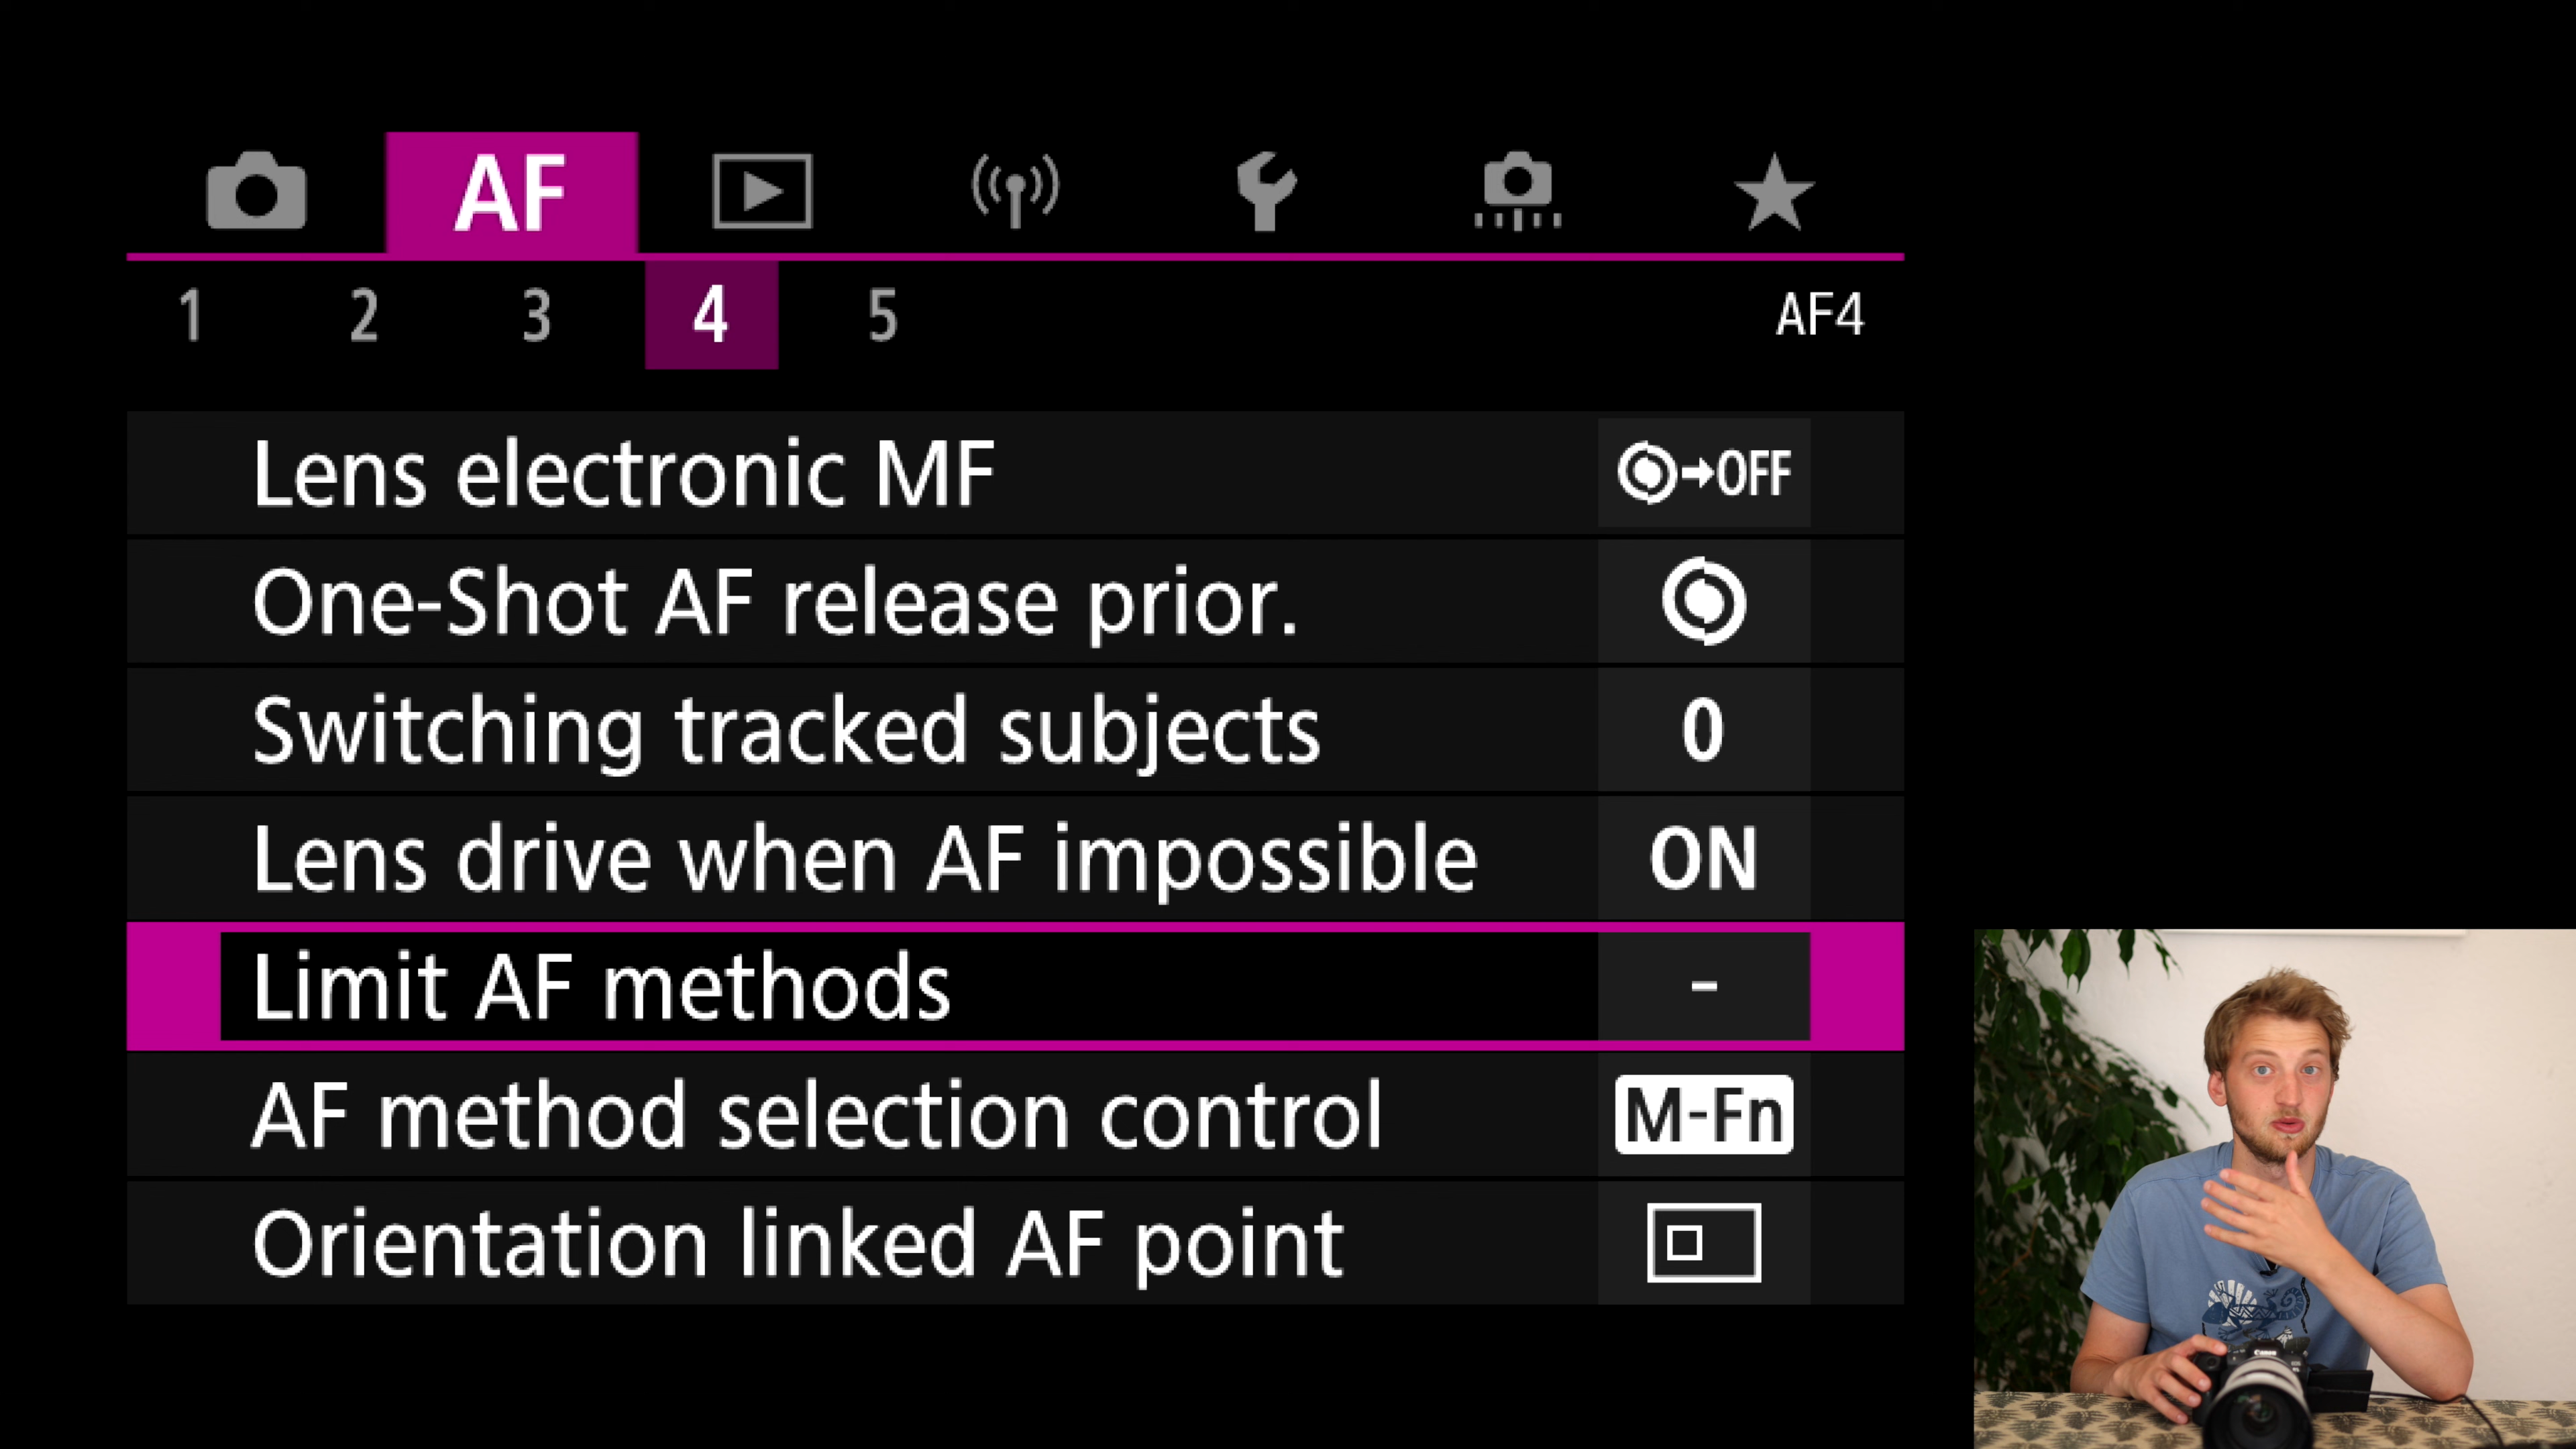 AF
1 2 3 4 5 AF4
Lens electronic MF →OFF
One-Shot AF release prior.
Switching tracked subjects 0
Lens drive when AF impossible ON
Limit AF methods -
AF method selection control M-Fn
Orientation linked AF point
Canon